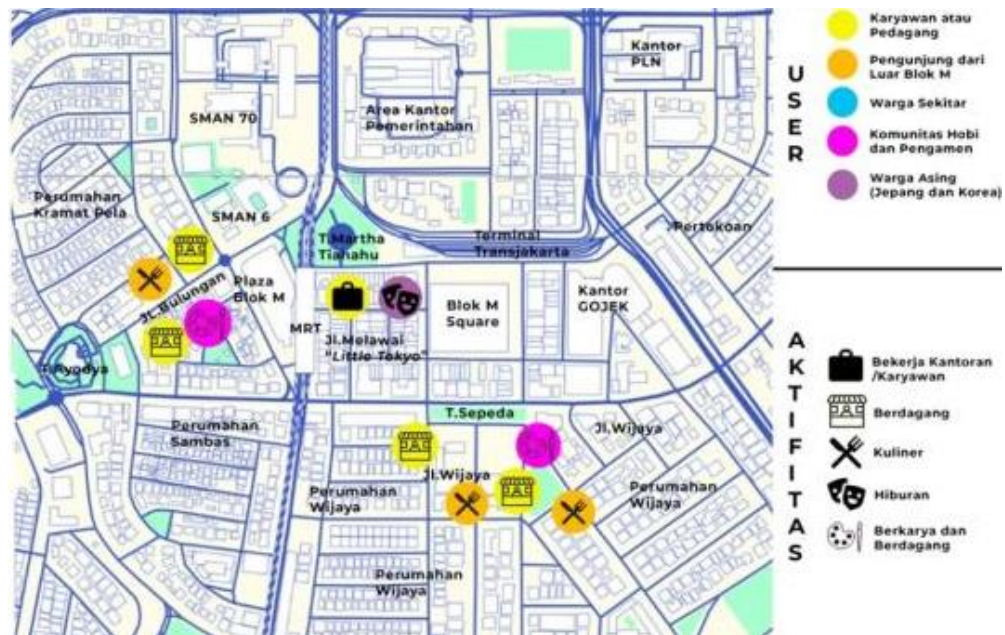 Kantor
PLN
SMAN 70
Area Kantor
Pemerintahan
Perumahan
Kramat Pela
SMAN 6
T.Martha
Tiahahu
Terminal
Transjakarta
Pertokoan
JL.Bulungan
Plaza
Blok M
MRT
Jl.Melawai
"Little Tokyo"
Blok M
Square
Kantor
GOJEK
T.Ayodya
Perumahan
Sambas
T.Sepeda
Jl.Wijaya
Jl.Wijaya
Perumahan
Wijaya
Perumahan
Wijaya
Perumahan
Wijaya
USER
Karyawan atau
Pedagang
Pengunjung dari
Luar Blok M
Warga Sekitar
Komunitas Hobi
dan Pengamen
Warga Asing
(Jepang dan Korea)
AKTIFITAS
Bekerja Kantoran
/Karyawan
Berdagang
Kuliner
Hiburan
Berkarya dan
Berdagang